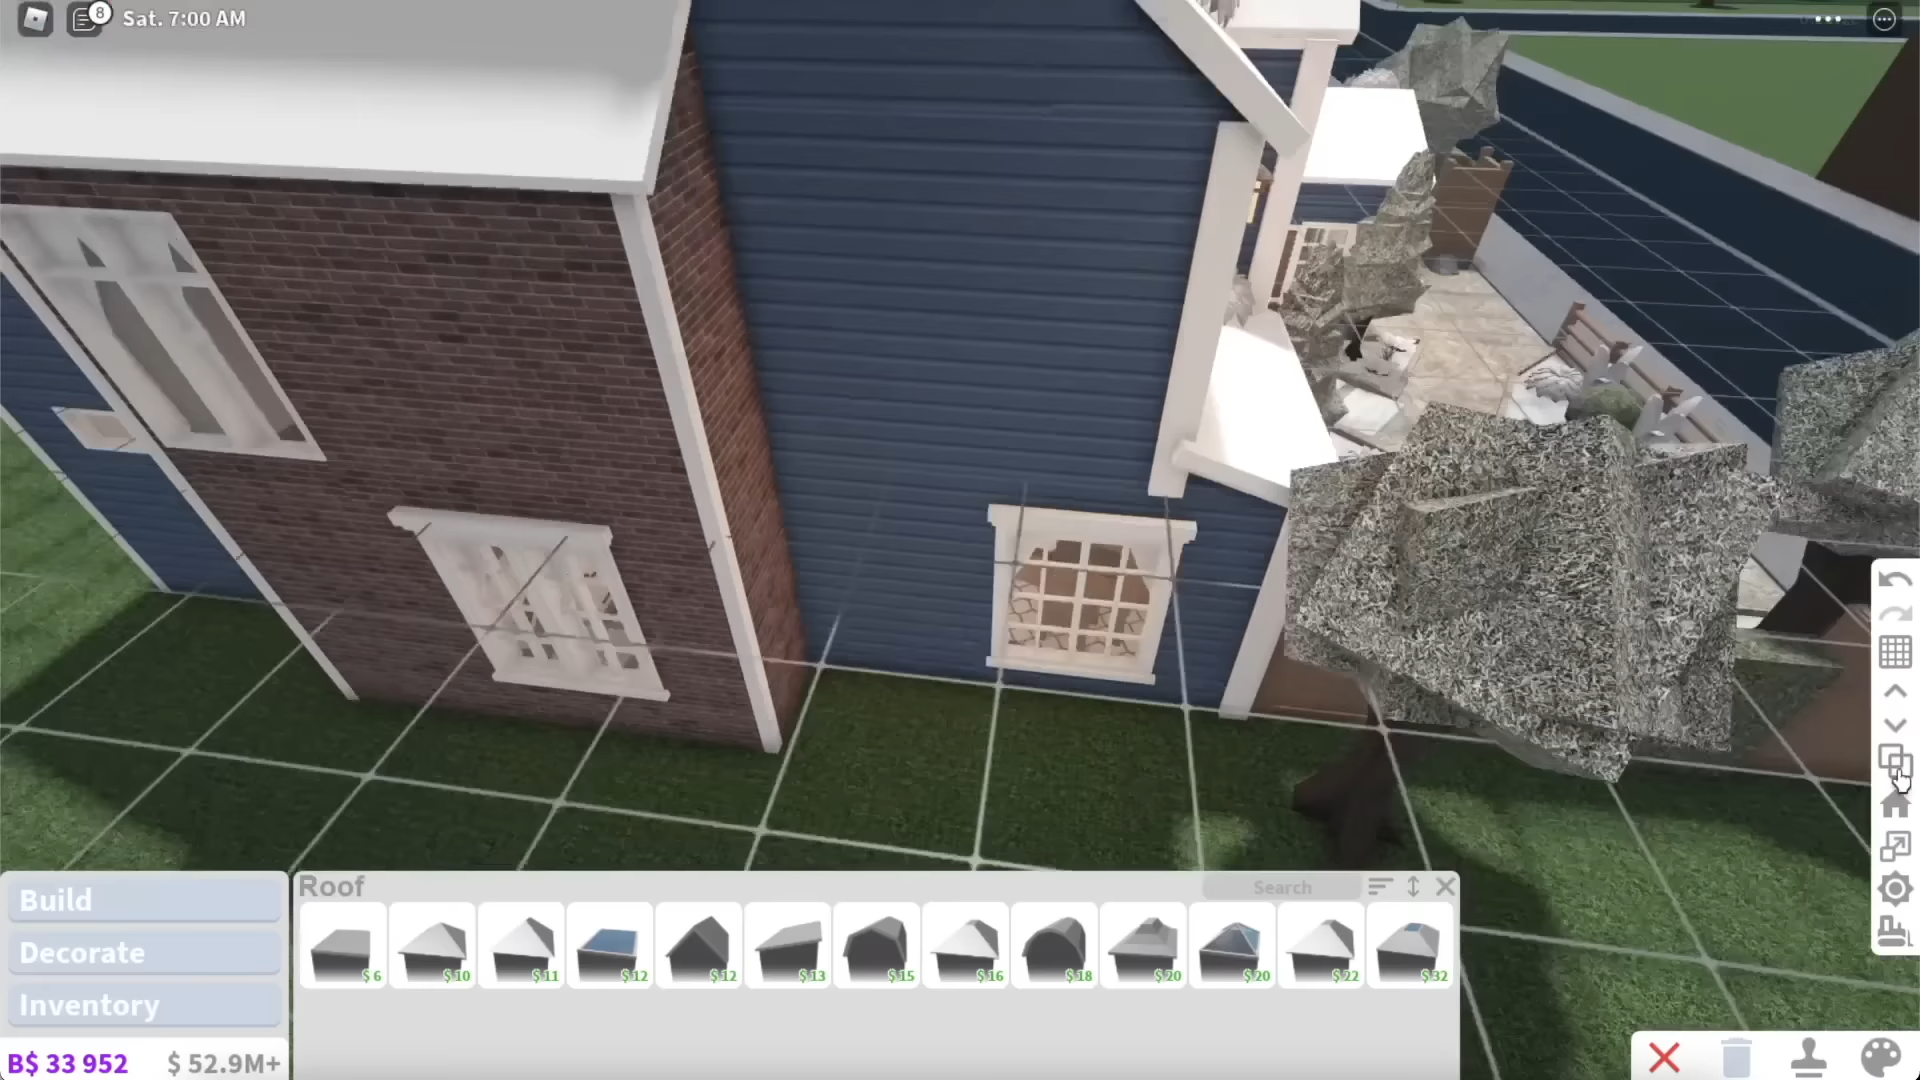 8
Sat. 7:00 AM
Build
Decorate
Inventory
B$ 33 952
$ 52.9M+
Roof
Search
$6
$10
$11
$12
$12
$13
$15
$16
$18
$20
$20
$22
$32